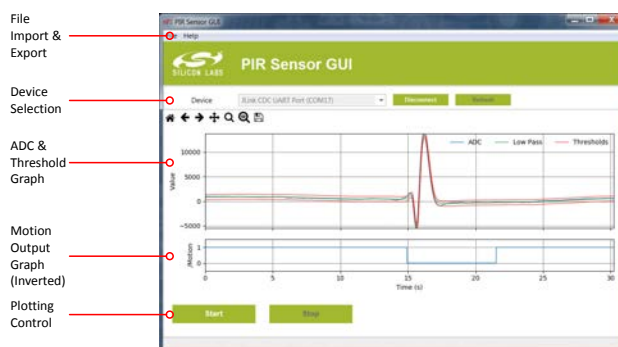 File
Import &
Export
Device
Selection
ADC &
Threshold
Graph
Motion
Output
Graph
(Inverted)
Plotting
Control
PIR Sensor GUI
Help
SILICON LABS
PIR Sensor GUI
Device
JLink CDC UART Port (COM17)
Disconnect
Refresh
ADC
Low Pass
Thresholds
Value
10000
5000
0
−5000
/Motion
1
0
0
5
10
15
20
25
30
Time (s)
Start
Stop